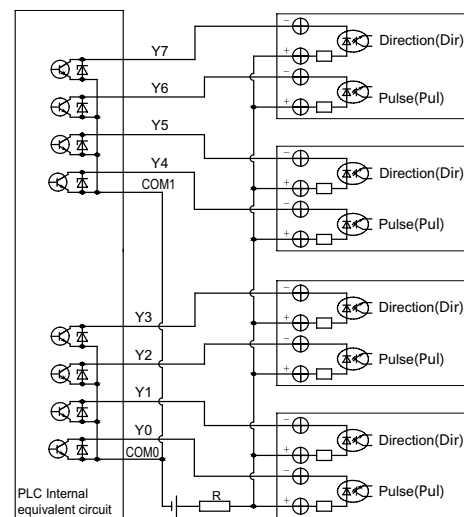 Y7
− 
Direction(Dir)
+
Y6
−
Pulse(Pul)
+
Y5
−
Direction(Dir)
+
Y4
−
COM1
Pulse(Pul)
+
Y3
−
Direction(Dir)
+
Y2
−
Pulse(Pul)
+
Y1
−
Direction(Dir)
Y0
+
COM0
−
PLC Internal
equivalent circuit
R
Pulse(Pul)
+